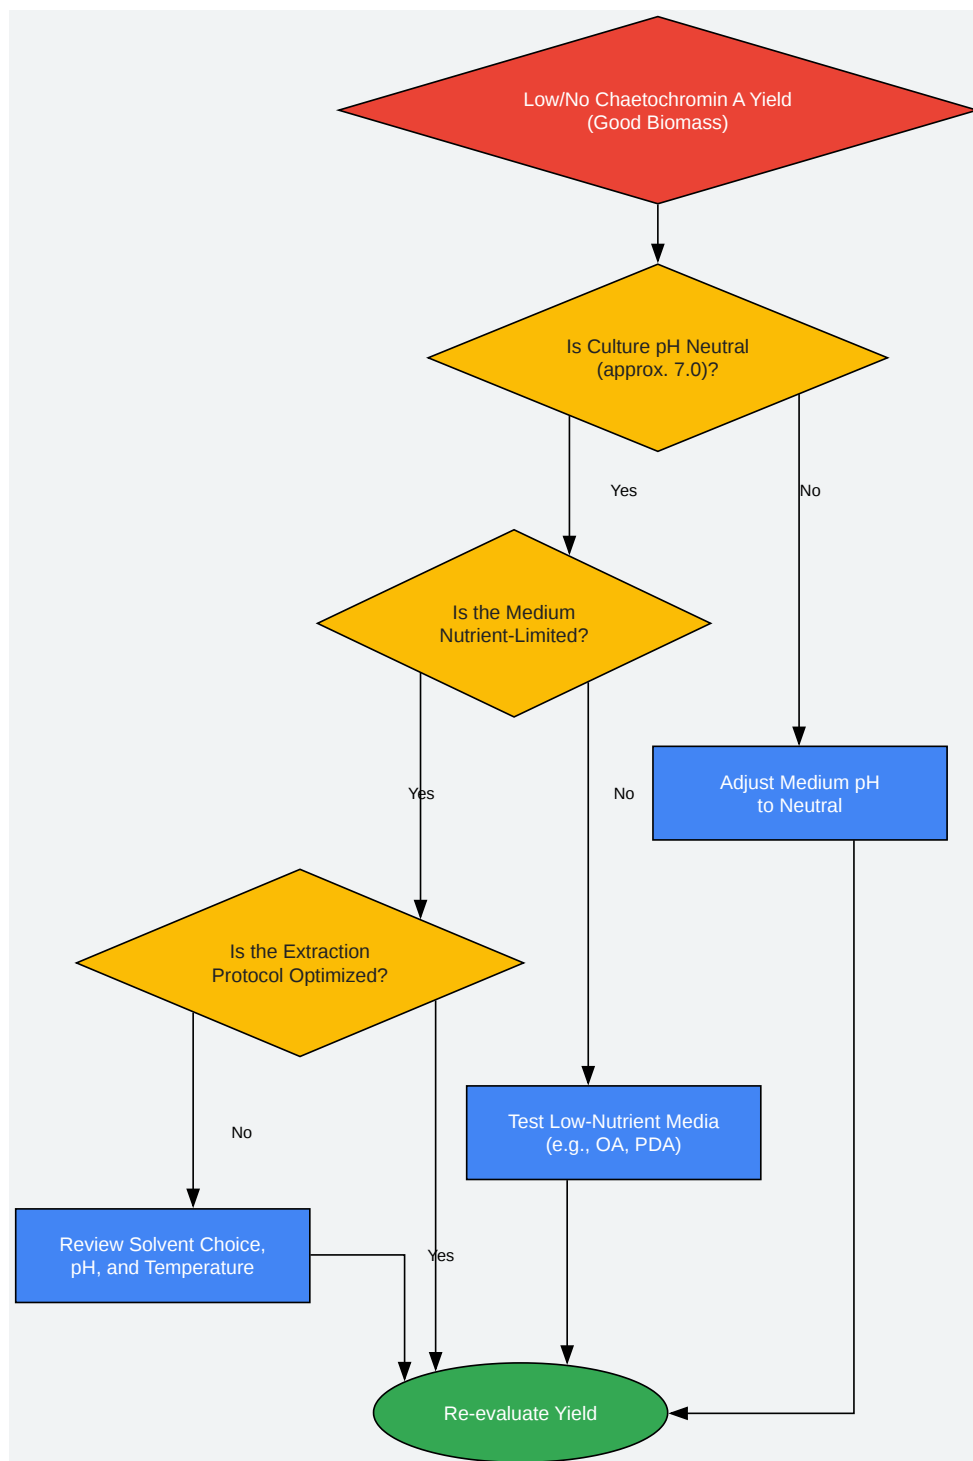 Low/No Chaetochromin A Yield
(Good Biomass)
Is Culture pH Neutral
(approx. 7.0)?
Yes
No
Is the Medium
Nutrient-Limited?
Yes
No
Adjust Medium pH
to Neutral
Is the Extraction
Protocol Optimized?
No
Yes
Test Low-Nutrient Media
(e.g., OA, PDA)
Review Solvent Choice,
pH, and Temperature
Re-evaluate Yield